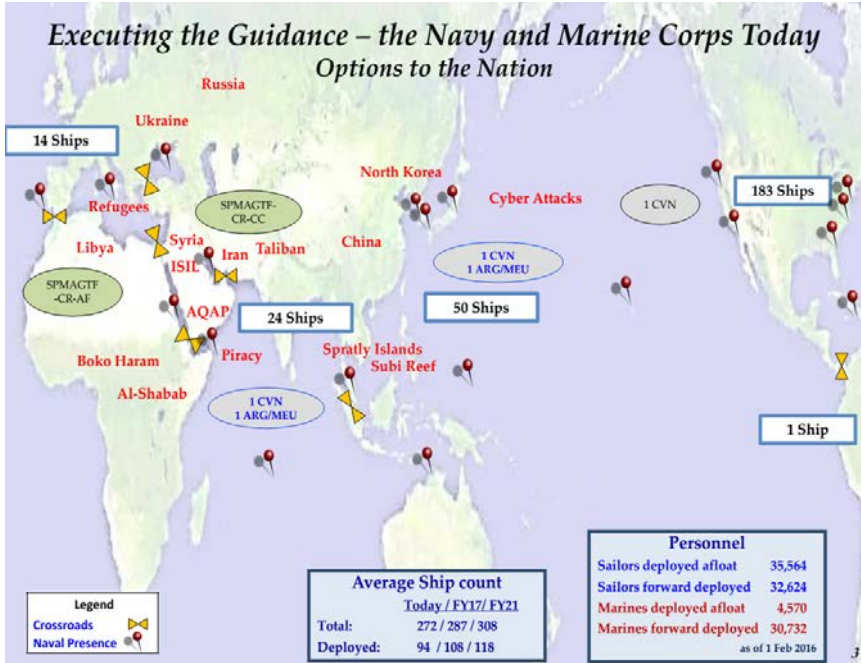 Executing the Guidance – the Navy and Marine Corps Today
Options to the Nation
Russia
Ukraine
14 Ships
North Korea
Cyber Attacks
1 CVN
183 Ships
Refugees
SPMAGTF-
CR-CC
Libya
Syria
Iran
Taliban
China
ISIL
1 CVN
1 ARG/MEU
SPMAGTF
-CR-AF
AQAP
24 Ships
50 Ships
Boko Haram
Piracy
Spratly Islands
Subi Reef
Al-Shabab
1 CVN
1 ARG/MEU
1 Ship
Legend
Crossroads
Naval Presence
Average Ship count
Today / FY17/ FY21
Total: 272 / 287 / 308
Deployed: 94 / 108 / 118
Personnel
Sailors deployed afloat 35,564
Sailors forward deployed 32,624
Marines deployed afloat 4,570
Marines forward deployed 30,732
as of 1 Feb 2016
3